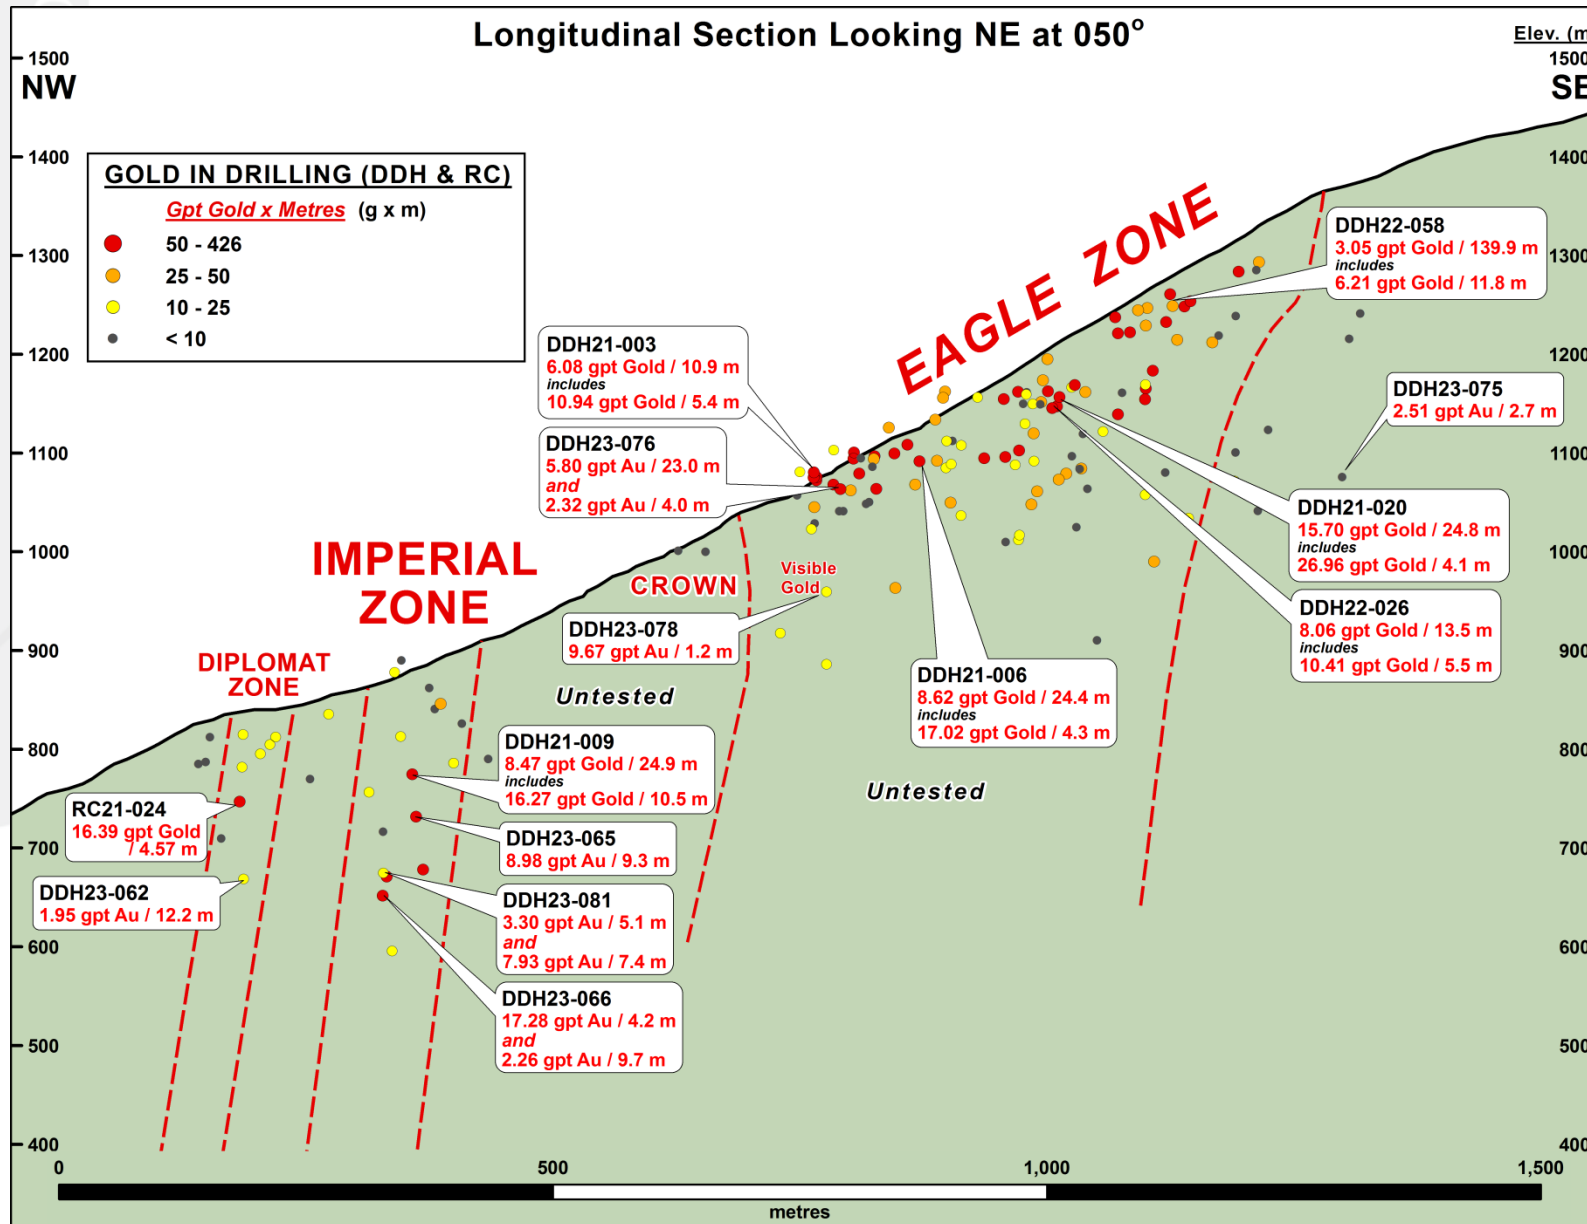 Longitudinal Section Looking NE at 050°
Elev. (m
1500
1500
NW
SE
1400
1400
1300
1300
1200
1200
1100
1100
1000
1000
900
900
800
800
700
700
600
600
500
500
400
400
GOLD IN DRILLING (DDH & RC)
Gpt Gold x Metres (g x m)
50 - 426
25 - 50
10 - 25
< 10
EAGLE ZONE
DDH22-058
3.05 gpt Gold / 139.9 m
includes
6.21 gpt Gold / 11.8 m
DDH21-003
6.08 gpt Gold / 10.9 m
includes
10.94 gpt Gold / 5.4 m
DDH23-075
2.51 gpt Au / 2.7 m
DDH23-076
5.80 gpt Au / 23.0 m
and
2.32 gpt Au / 4.0 m
DDH21-020
15.70 gpt Gold / 24.8 m
includes
26.96 gpt Gold / 4.1 m
IMPERIAL
ZONE
CROWN
Visible
Gold
DDH23-078
9.67 gpt Au / 1.2 m
DDH22-026
8.06 gpt Gold / 13.5 m
includes
10.41 gpt Gold / 5.5 m
DIPLOMAT
ZONE
Untested
DDH21-006
8.62 gpt Gold / 24.4 m
includes
17.02 gpt Gold / 4.3 m
DDH21-009
8.47 gpt Gold / 24.9 m
includes
16.27 gpt Gold / 10.5 m
Untested
RC21-024
16.39 gpt Gold
/ 4.57 m
DDH23-065
8.98 gpt Au / 9.3 m
DDH23-062
1.95 gpt Au / 12.2 m
DDH23-081
3.30 gpt Au / 5.1 m
and
7.93 gpt Au / 7.4 m
DDH23-066
17.28 gpt Au / 4.2 m
and
2.26 gpt Au / 9.7 m
0
500
1,000
1,500
metres